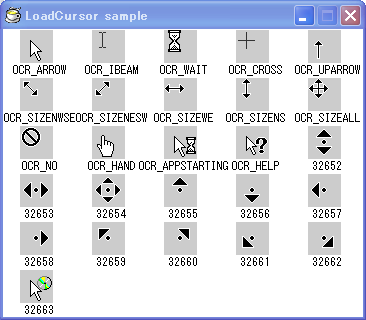 LoadCursor sample
OCR_ARROW OCR_IBEAM OCR_WAIT OCR_CROSS OCR_UPARROW
OCR_SIZENWSE OCR_SIZENESW OCR_SIZEWE OCR_SIZENS OCR_SIZEALL
OCR_NO OCR_HAND OCR_APPSTARTING OCR_HELP 32652
32653 32654 32655 32656 32657
32658 32659 32660 32661 32662
32663